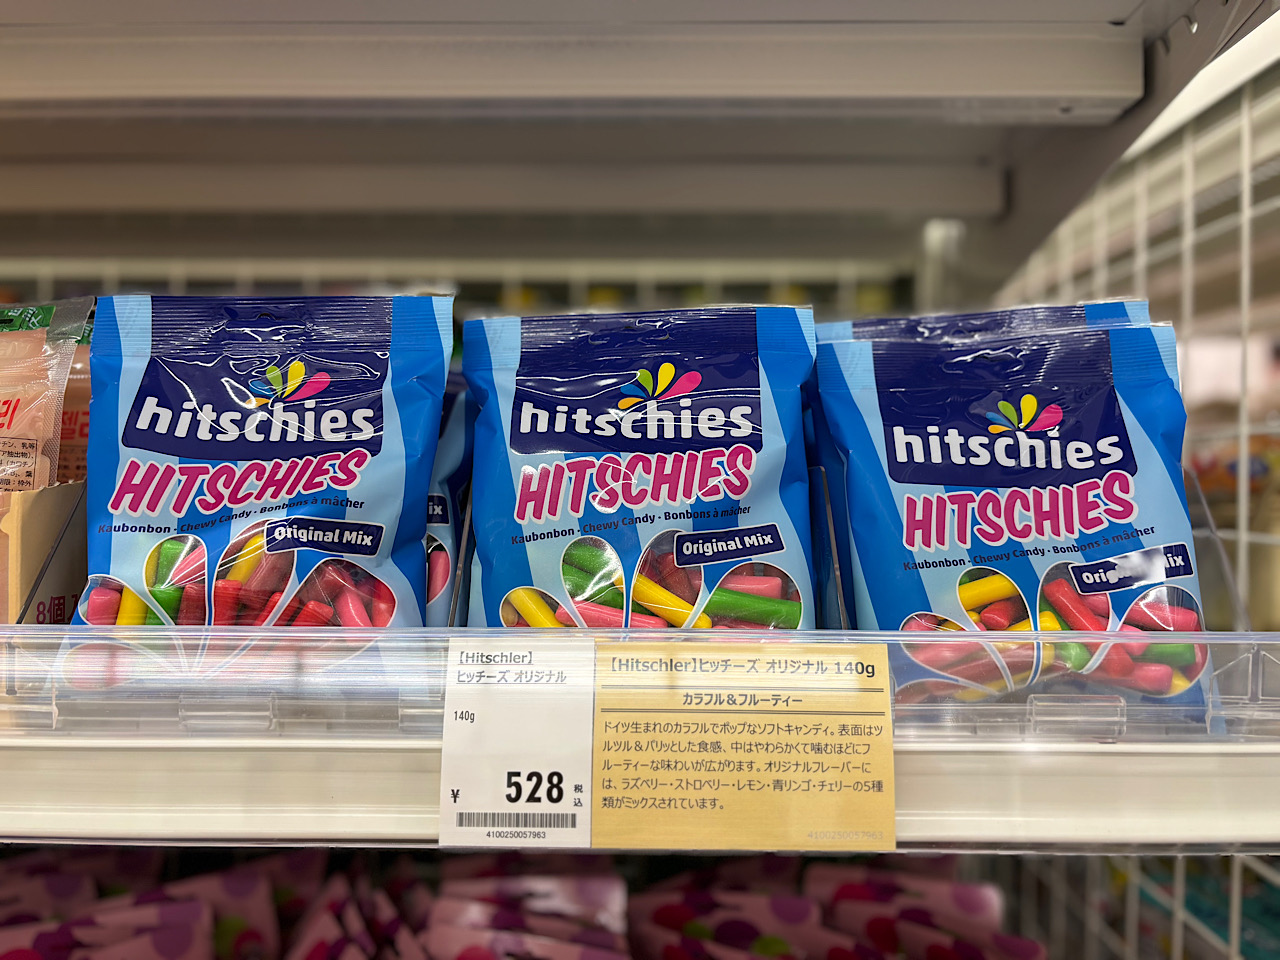 hitschies
HITSCHIES
Kaubonbon · Chewy Candy · Bonbons à mâcher
Original Mix
ix
hitschies
HITSCHIES
Kaubonbon · Chewy Candy · Bonbons à mâcher
Original Mix
hitschies
HITSCHIES
Kaubonbon · Chewy Candy · Bonbons à mâcher
Original Mix
8個
【Hitschler】
ヒッチーズ オリジナル
140g
¥ 528 税込
4100250057963
【Hitschler】ヒッチーズ オリジナル 140g
カラフル＆フルーティー
ドイツ生まれのカラフルでポップなソフトキャンディ。表面はツ
ルツル＆パリッとした食感、中はやわらかくて噛むほどにフ
ルーティーな味わいが広がります。オリジナルフレーバーに
は、ラズベリー・ストロベリー・レモン・青リンゴ・チェリーの5種
類がミックスされています。
4100250057963